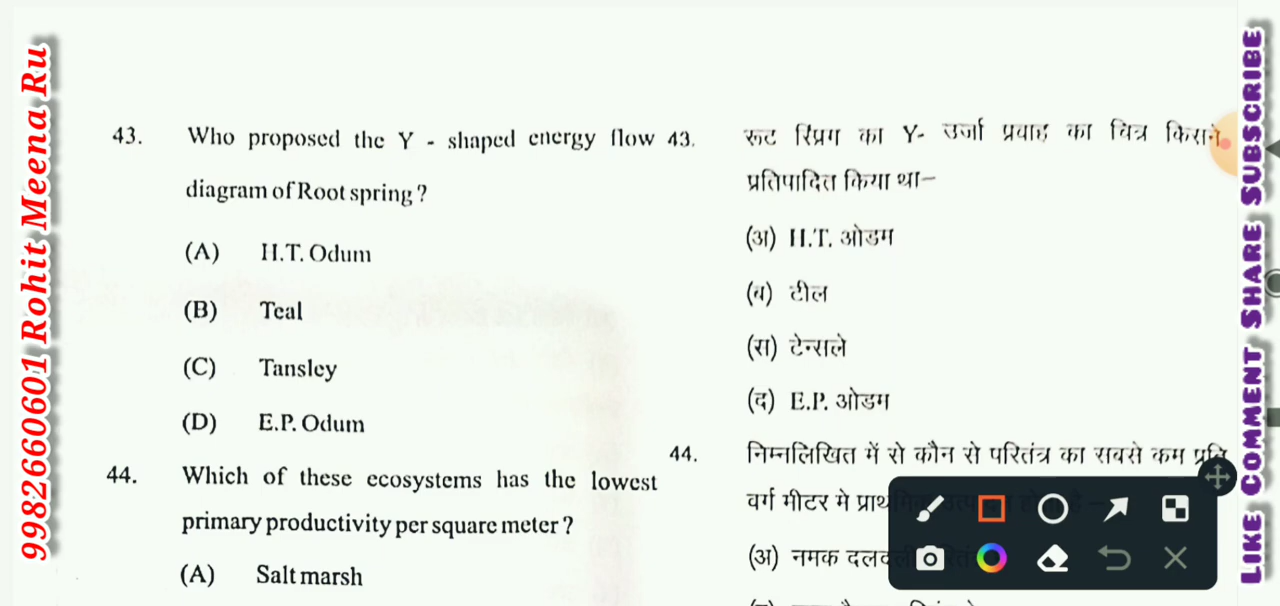 9982660601 Rohit Meena Ru
43. Who proposed the Y - shaped energy flow
diagram of Root spring ?
(A) H.T. Odum
(B) Teal
(C) Tansley
(D) E.P. Odum
44. Which of these ecosystems has the lowest
primary productivity per square meter ?
(A) Salt marsh
43. रूट स्प्रिग का Y- उर्जा प्रवाह का चित्र किसने
प्रतिपादित किया था–
(अ) H.T. ओडम
(ब) टील
(स) टेन्सले
(द) E.P. ओडम
44. निम्नलिखित में से कौन से परितंत्र का सबसे कम प्रति
वर्ग मीटर मे
(अ) नमक
LIKE COMMENT SHARE SUBSCRIBE